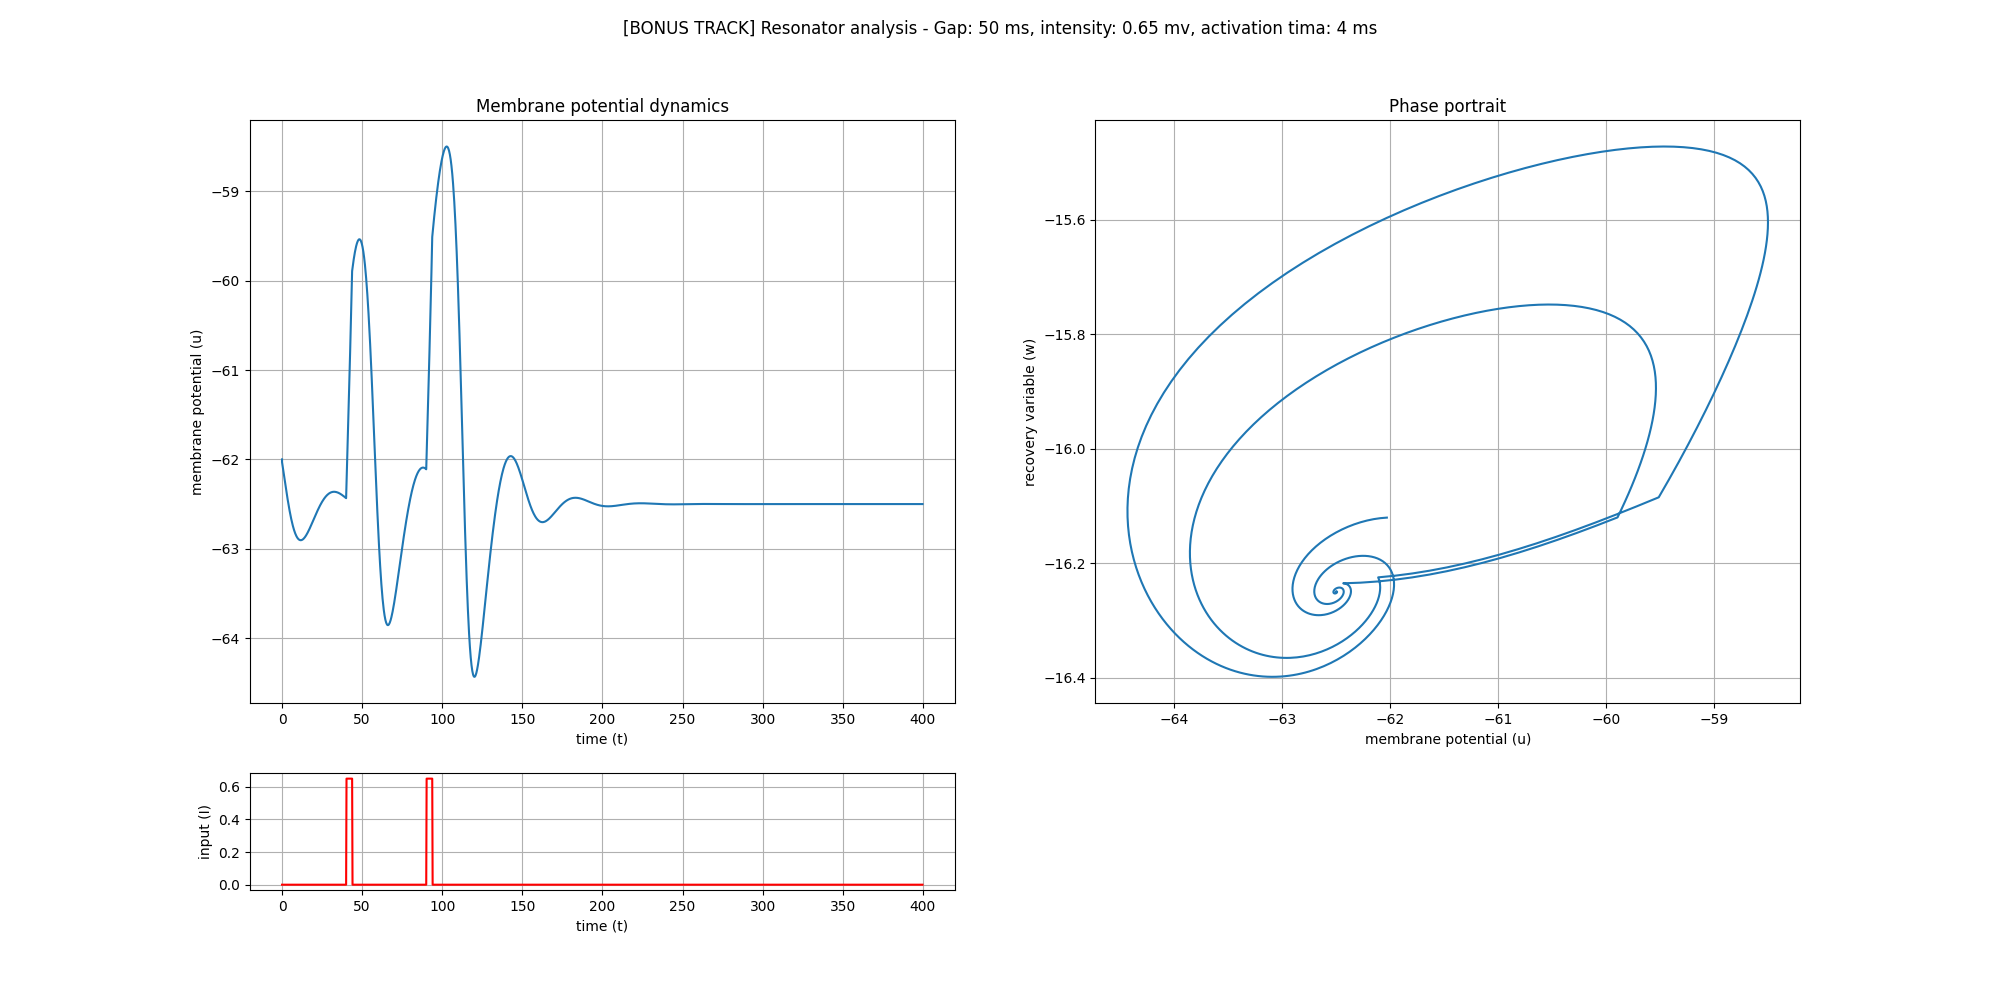 [BONUS TRACK] Resonator analysis - Gap: 50 ms, intensity: 0.65 mv, activation tima: 4 ms
Membrane potential dynamics
membrane potential (u)
−59
−60
−61
−62
−63
−64
0 50 100 150 200 250 300 350 400
time (t)
Phase portrait
recovery variable (w)
−15.6
−15.8
−16.0
−16.2
−16.4
−64 −63 −62 −61 −60 −59
membrane potential (u)
input (I)
0.6
0.4
0.2
0.0
0 50 100 150 200 250 300 350 400
time (t)